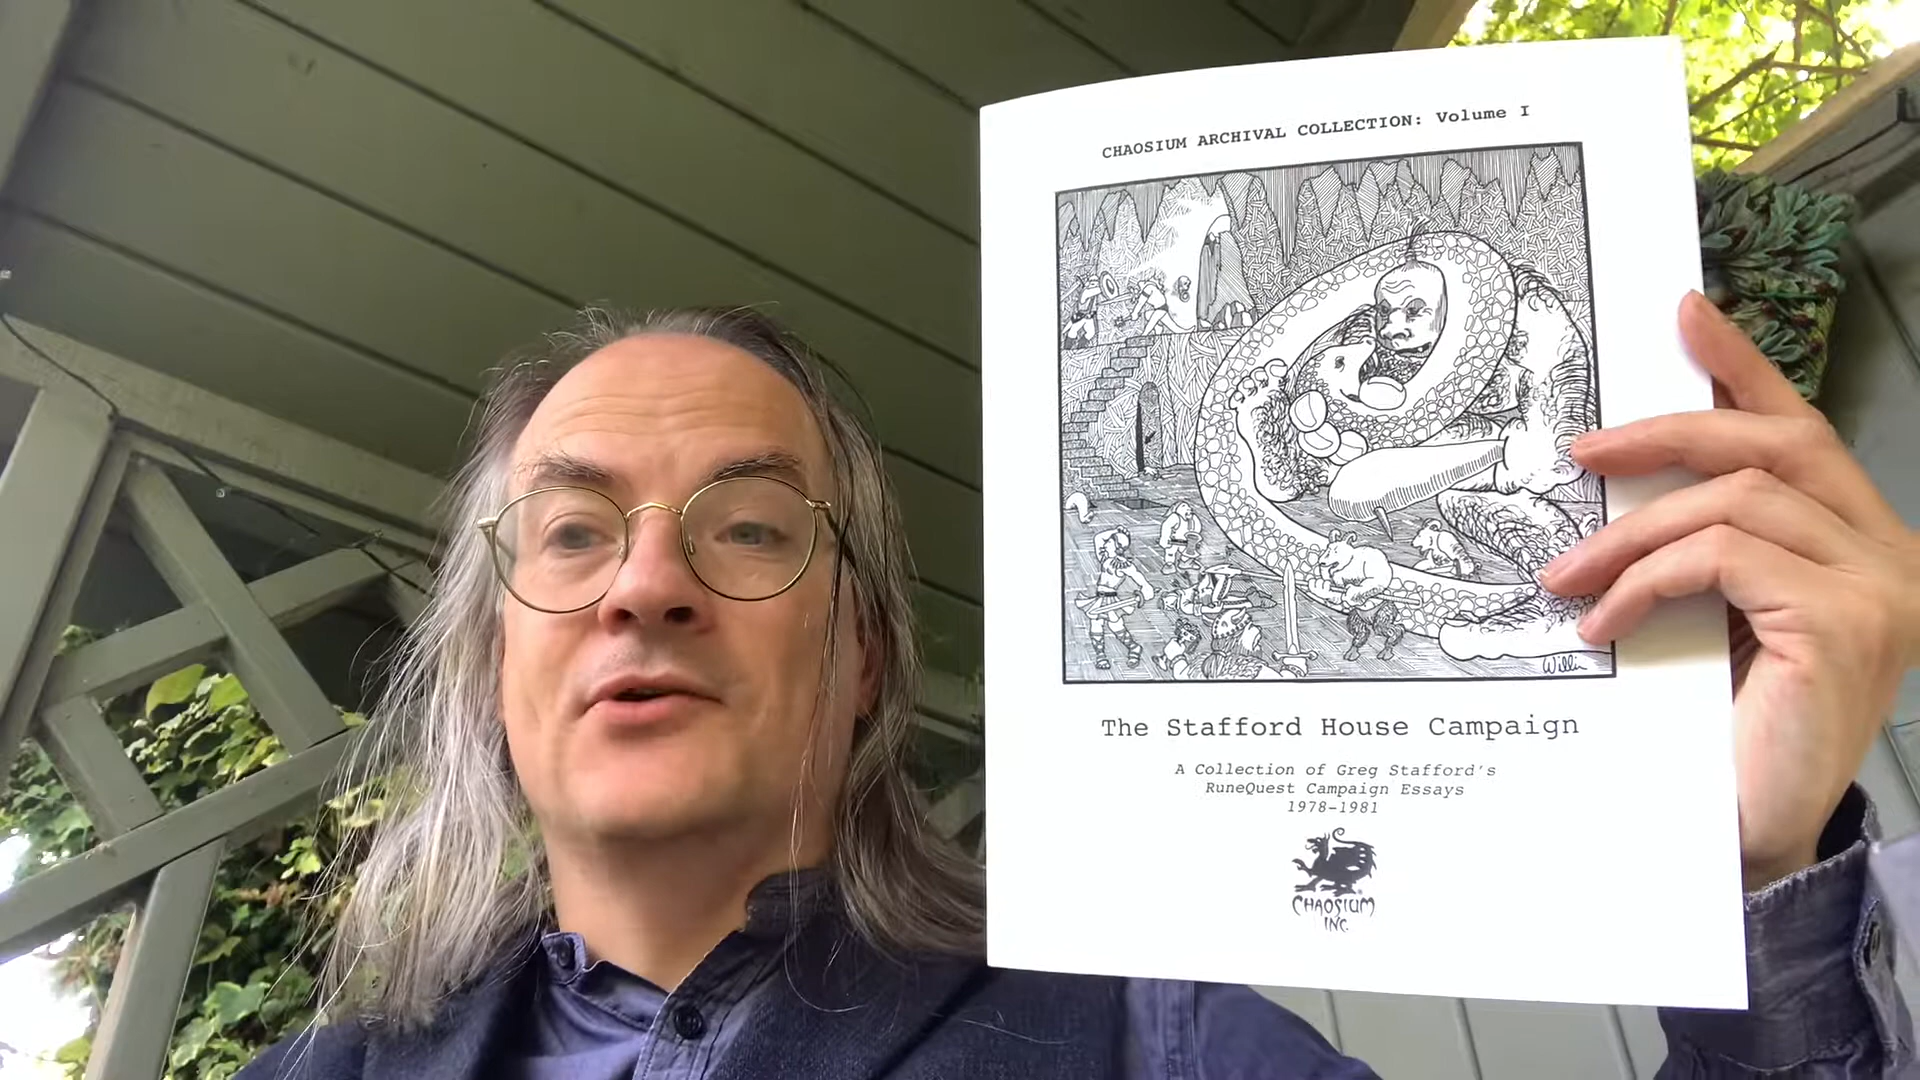 CHAOSIUM ARCHIVAL COLLECTION: Volume I
Willis
The Stafford House Campaign
A Collection of Greg Stafford's
RuneQuest Campaign Essays
1978-1981
CHAOSIUM
INC.